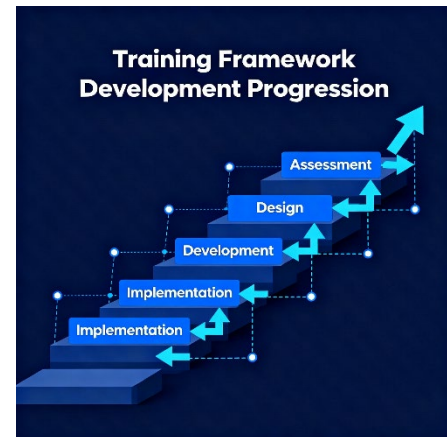 Training Framework
Development Progression
Assessment
Design
Development
Implementation
Implementation